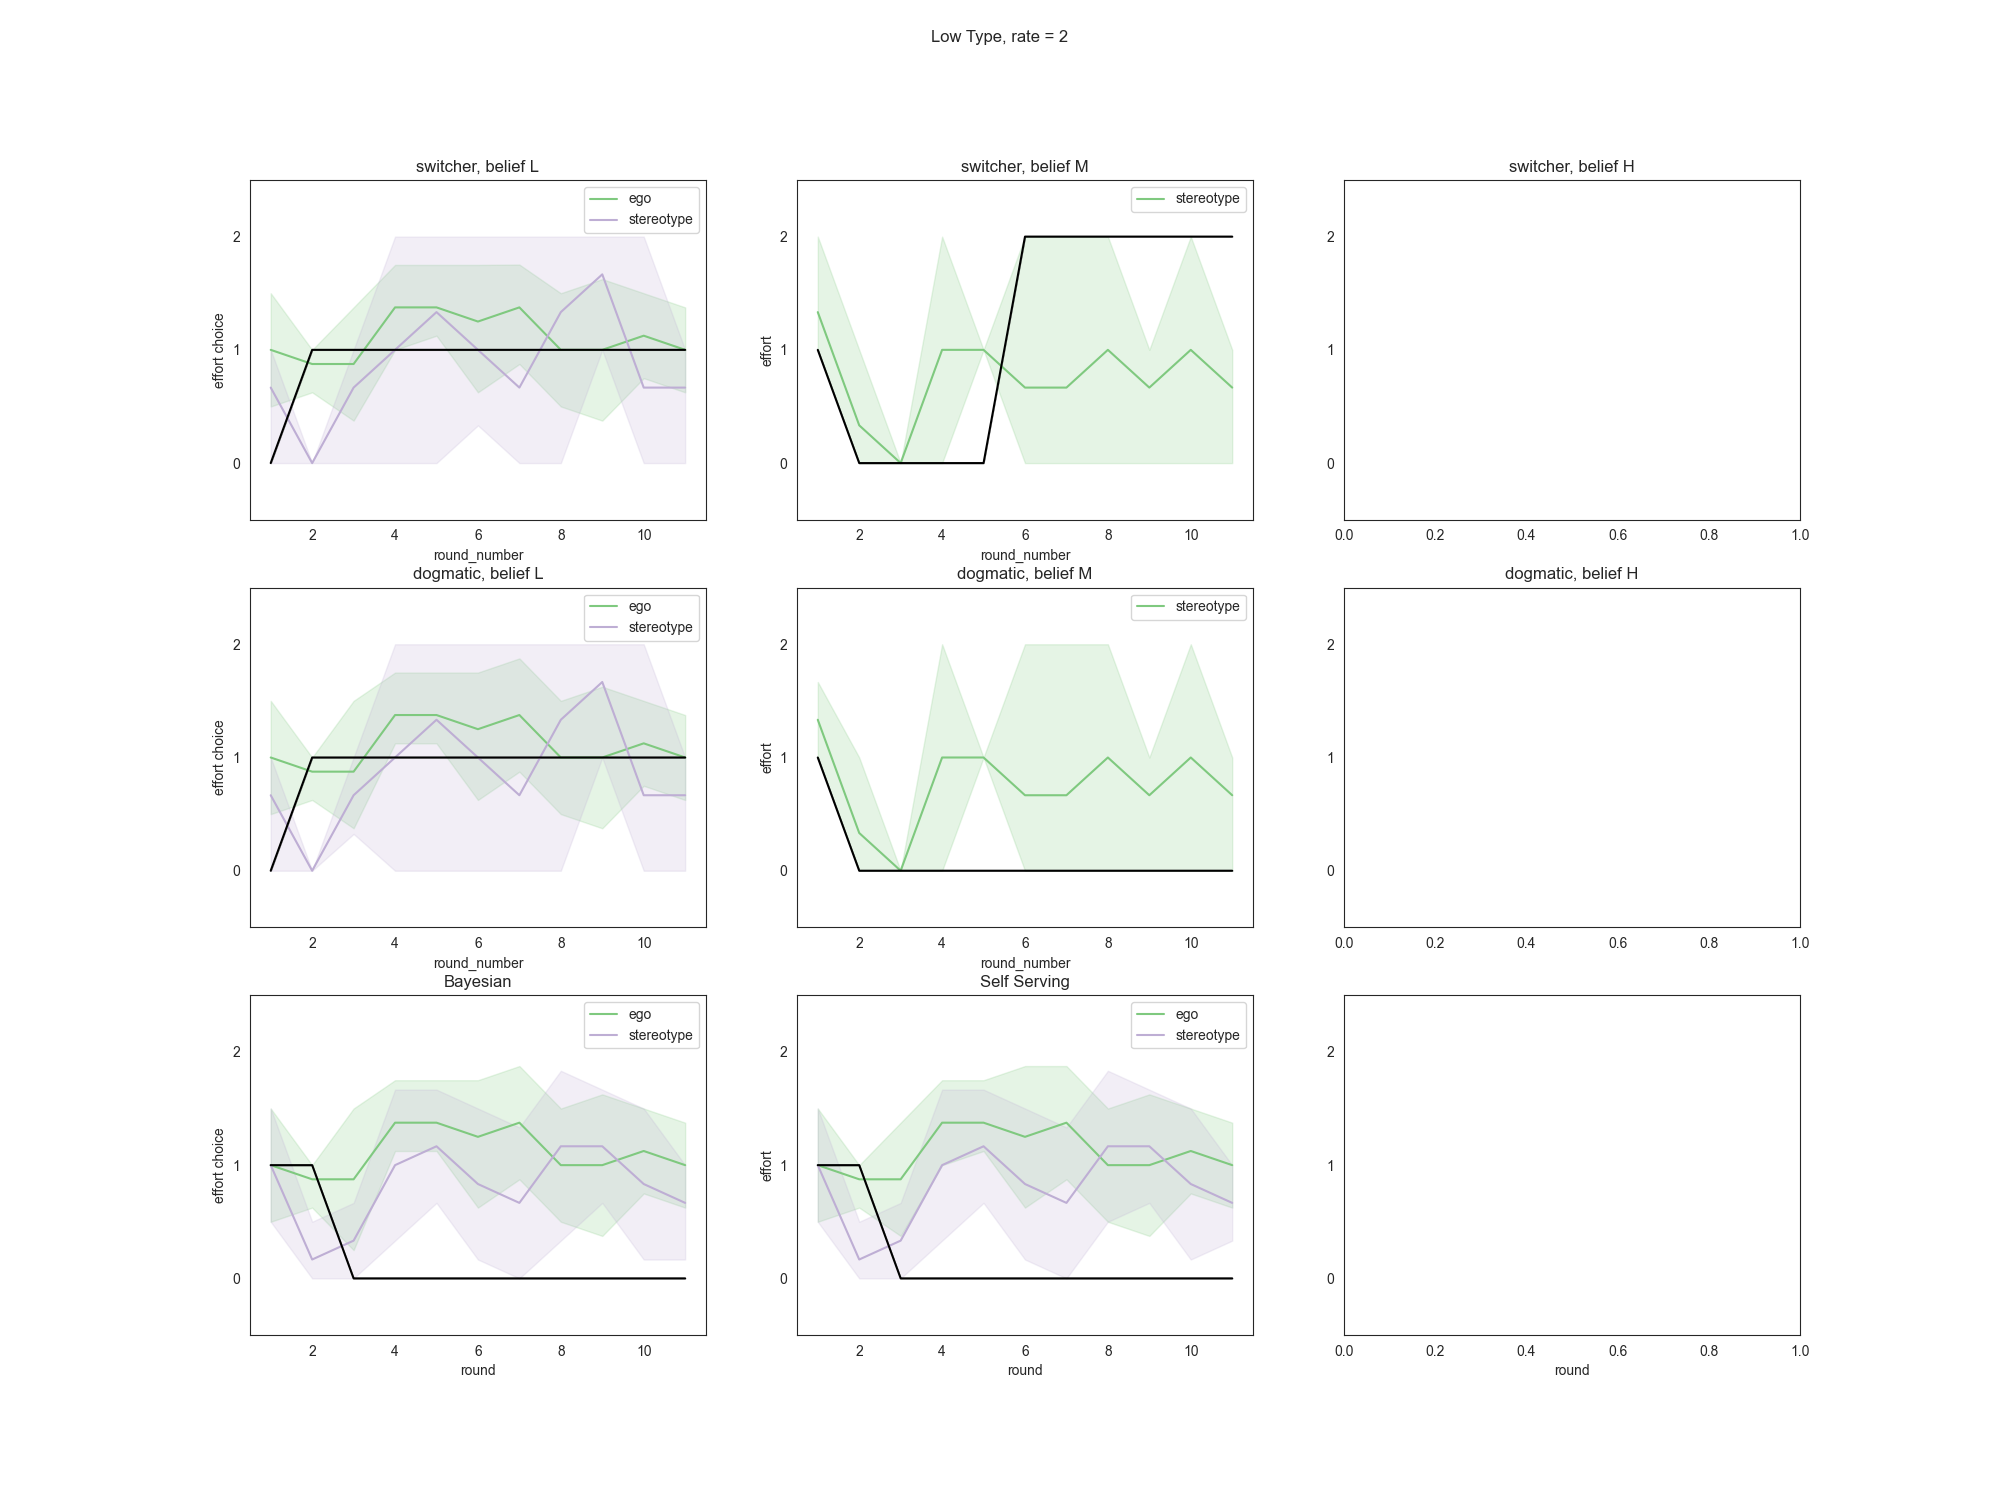 Low Type, rate = 2
switcher, belief L
ego
stereotype
2
1
0
effort choice
2 4 6 8 10
round_number
switcher, belief M
stereotype
2
1
0
effort
2 4 6 8 10
round_number
switcher, belief H
2
1
0
0.0 0.2 0.4 0.6 0.8 1.0
dogmatic, belief L
ego
stereotype
2
1
0
effort choice
2 4 6 8 10
round_number
dogmatic, belief M
stereotype
2
1
0
effort
2 4 6 8 10
round_number
dogmatic, belief H
2
1
0
0.0 0.2 0.4 0.6 0.8 1.0
Bayesian
ego
stereotype
2
1
0
effort choice
2 4 6 8 10
round
Self Serving
ego
stereotype
2
1
0
effort
2 4 6 8 10
round
2
1
0
0.0 0.2 0.4 0.6 0.8 1.0
round